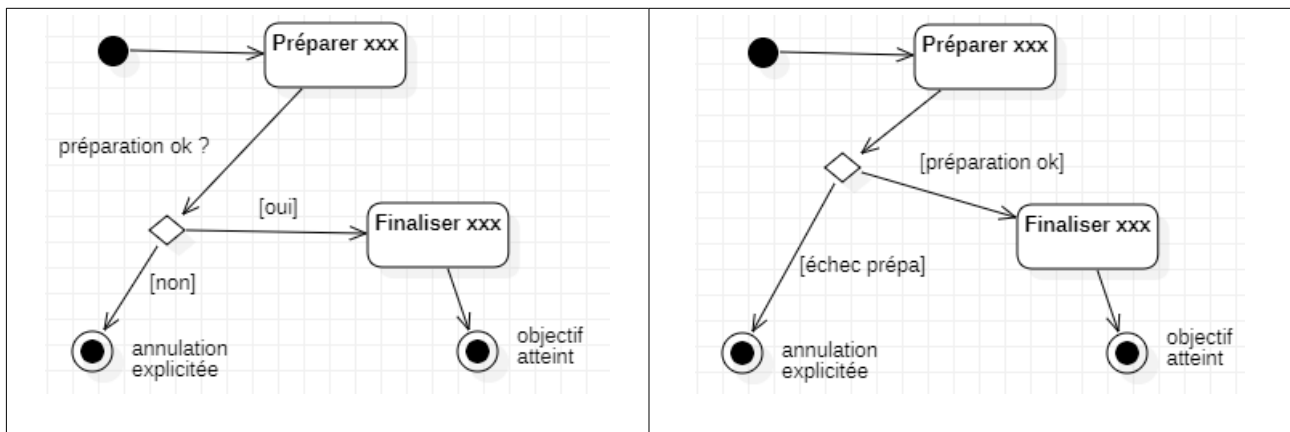 Préparer xxx
préparation ok ?
[oui]
Finaliser xxx
[non]
annulation
explicitée
objectif
atteint
Préparer xxx
[préparation ok]
Finaliser xxx
[échec prépa]
annulation
explicitée
objectif
atteint